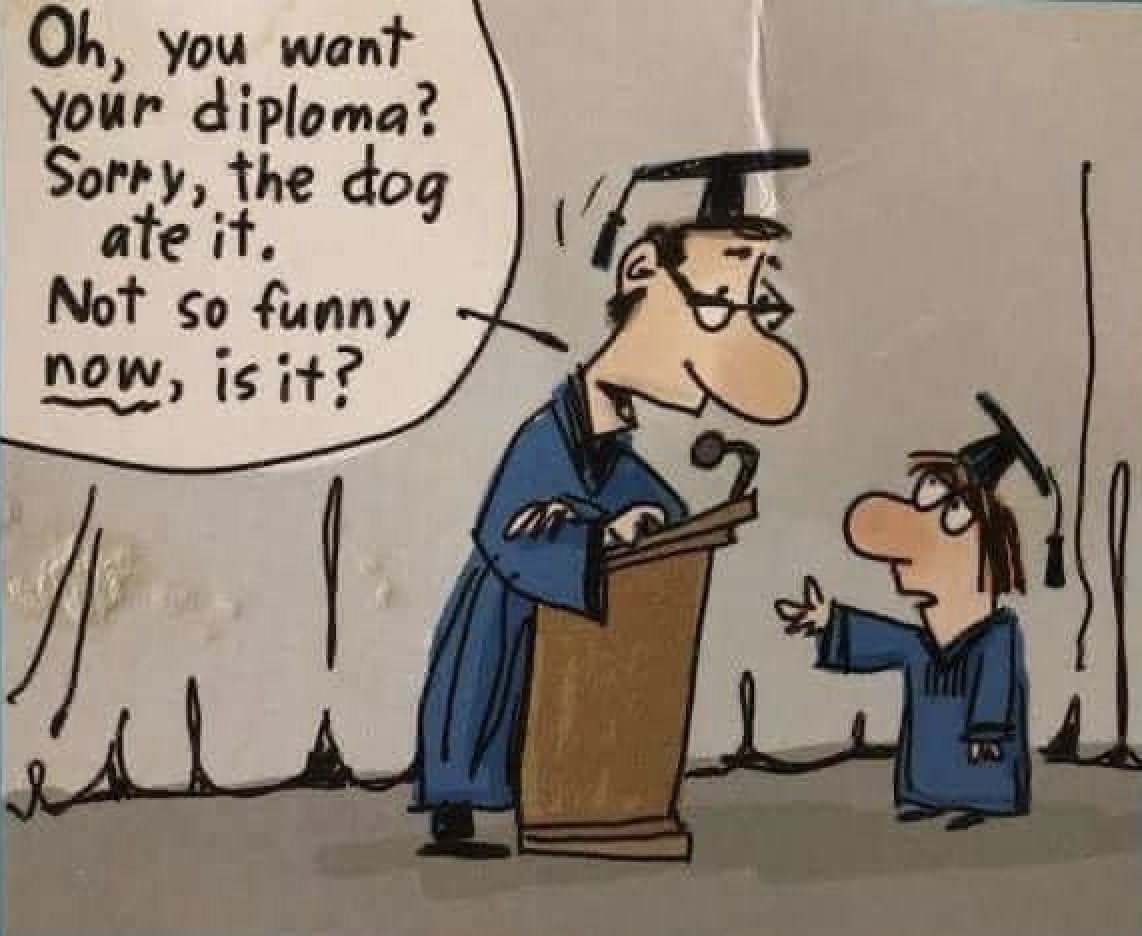 Oh, you want
your diploma?
Sorry, the dog
ate it.
Not so funny
now, is it?